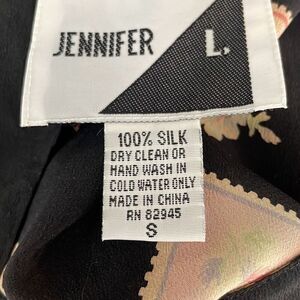 JENNIFER L.
100% SILK
DRY CLEAN OR
HAND WASH IN
COLD WATER ONLY
MADE IN CHINA
RN 82945
S